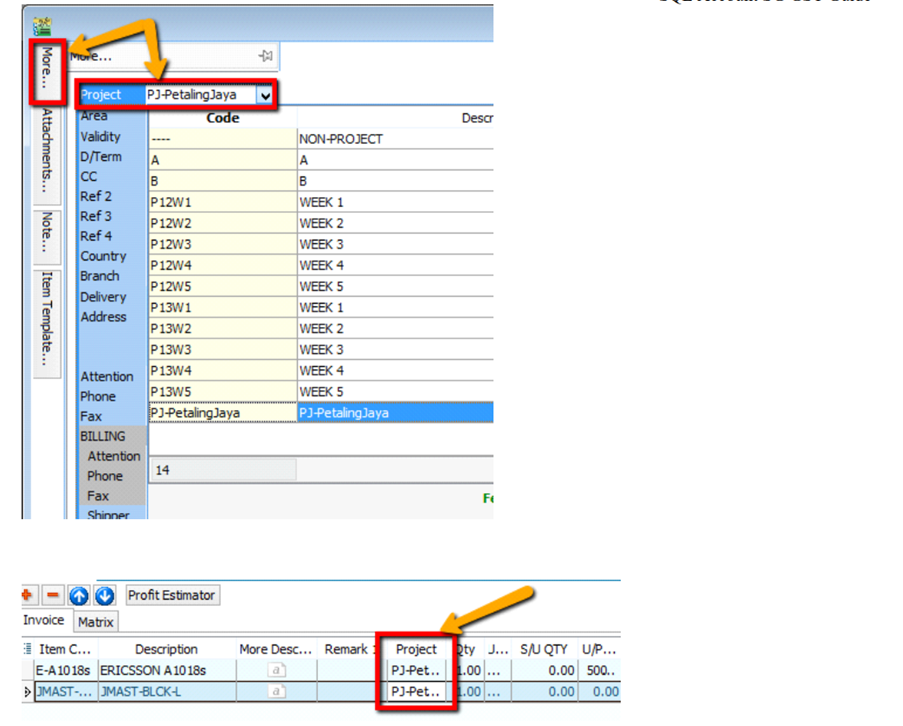 More...
More...
Attachments...
Note...
Item Template...
Project PJ-PetalingJaya
Area
Validity
D/Term
CC
Ref 2
Ref 3
Ref 4
Country
Branch
Delivery
Address
Attention
Phone
Fax
BILLING
Attention
Phone
Fax
Shipper
Code Descr
---- NON-PROJECT
A A
B B
P12W1 WEEK 1
P12W2 WEEK 2
P12W3 WEEK 3
P12W4 WEEK 4
P12W5 WEEK 5
P13W1 WEEK 1
P13W2 WEEK 2
P13W3 WEEK 3
P13W4 WEEK 4
P13W5 WEEK 5
PJ-PetalingJaya PJ-PetalingJaya
14
Profit Estimator
Invoice Matrix
Item C... Description More Desc... Remark Project Qty J... S/U QTY U/P...
E-A1018s ERICSSON A1018s a PJ-Pet.. 1.00 ... 0.00 500..
JMAST-... JMAST-BLCK-L a PJ-Pet.. 1.00 ... 0.00 0.00